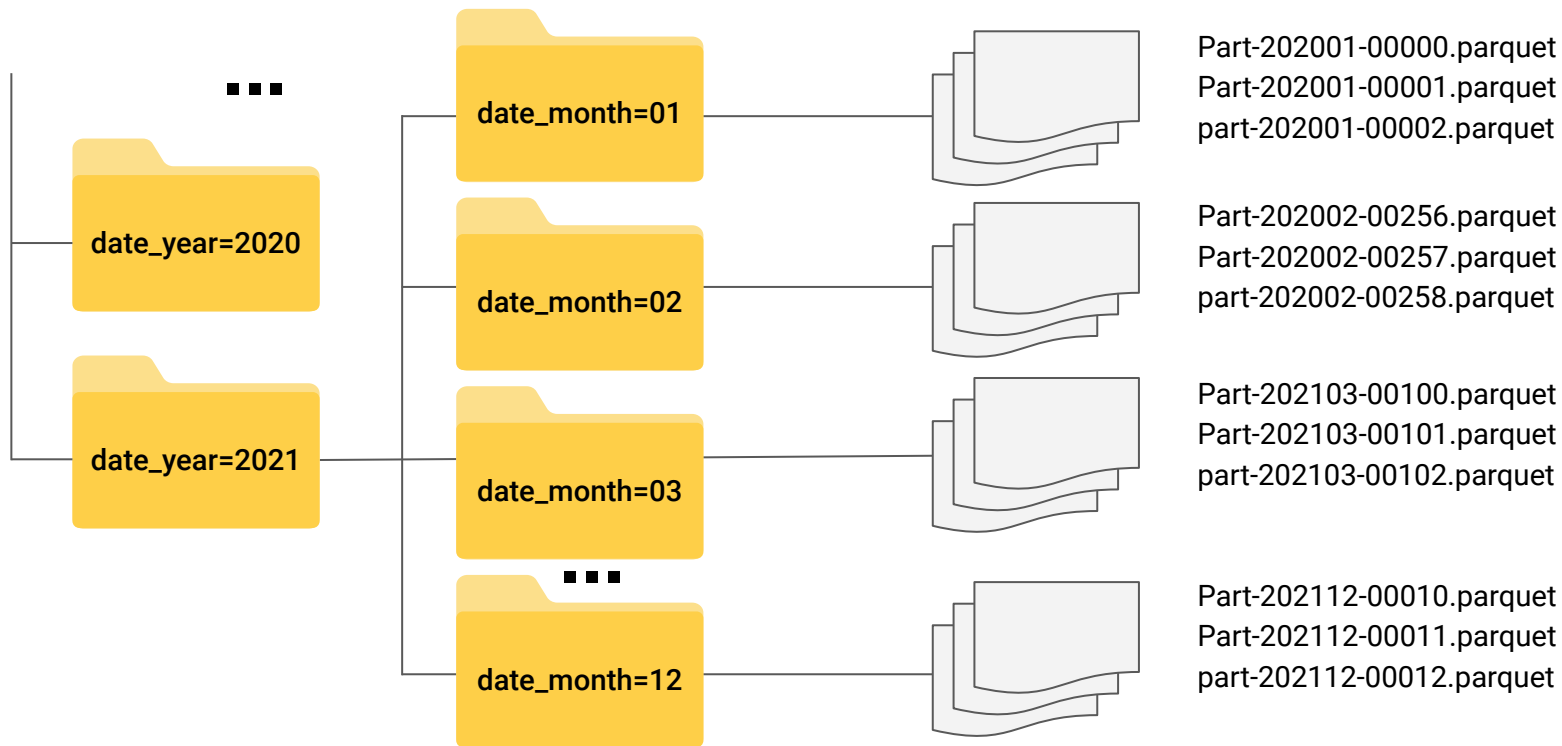 date_year=2020
date_year=2021
date_month=01
date_month=02
date_month=03
date_month=12
Part-202001-00000.parquet
Part-202001-00001.parquet
part-202001-00002.parquet
Part-202002-00256.parquet
Part-202002-00257.parquet
part-202002-00258.parquet
Part-202103-00100.parquet
Part-202103-00101.parquet
part-202103-00102.parquet
Part-202112-00010.parquet
Part-202112-00011.parquet
part-202112-00012.parquet